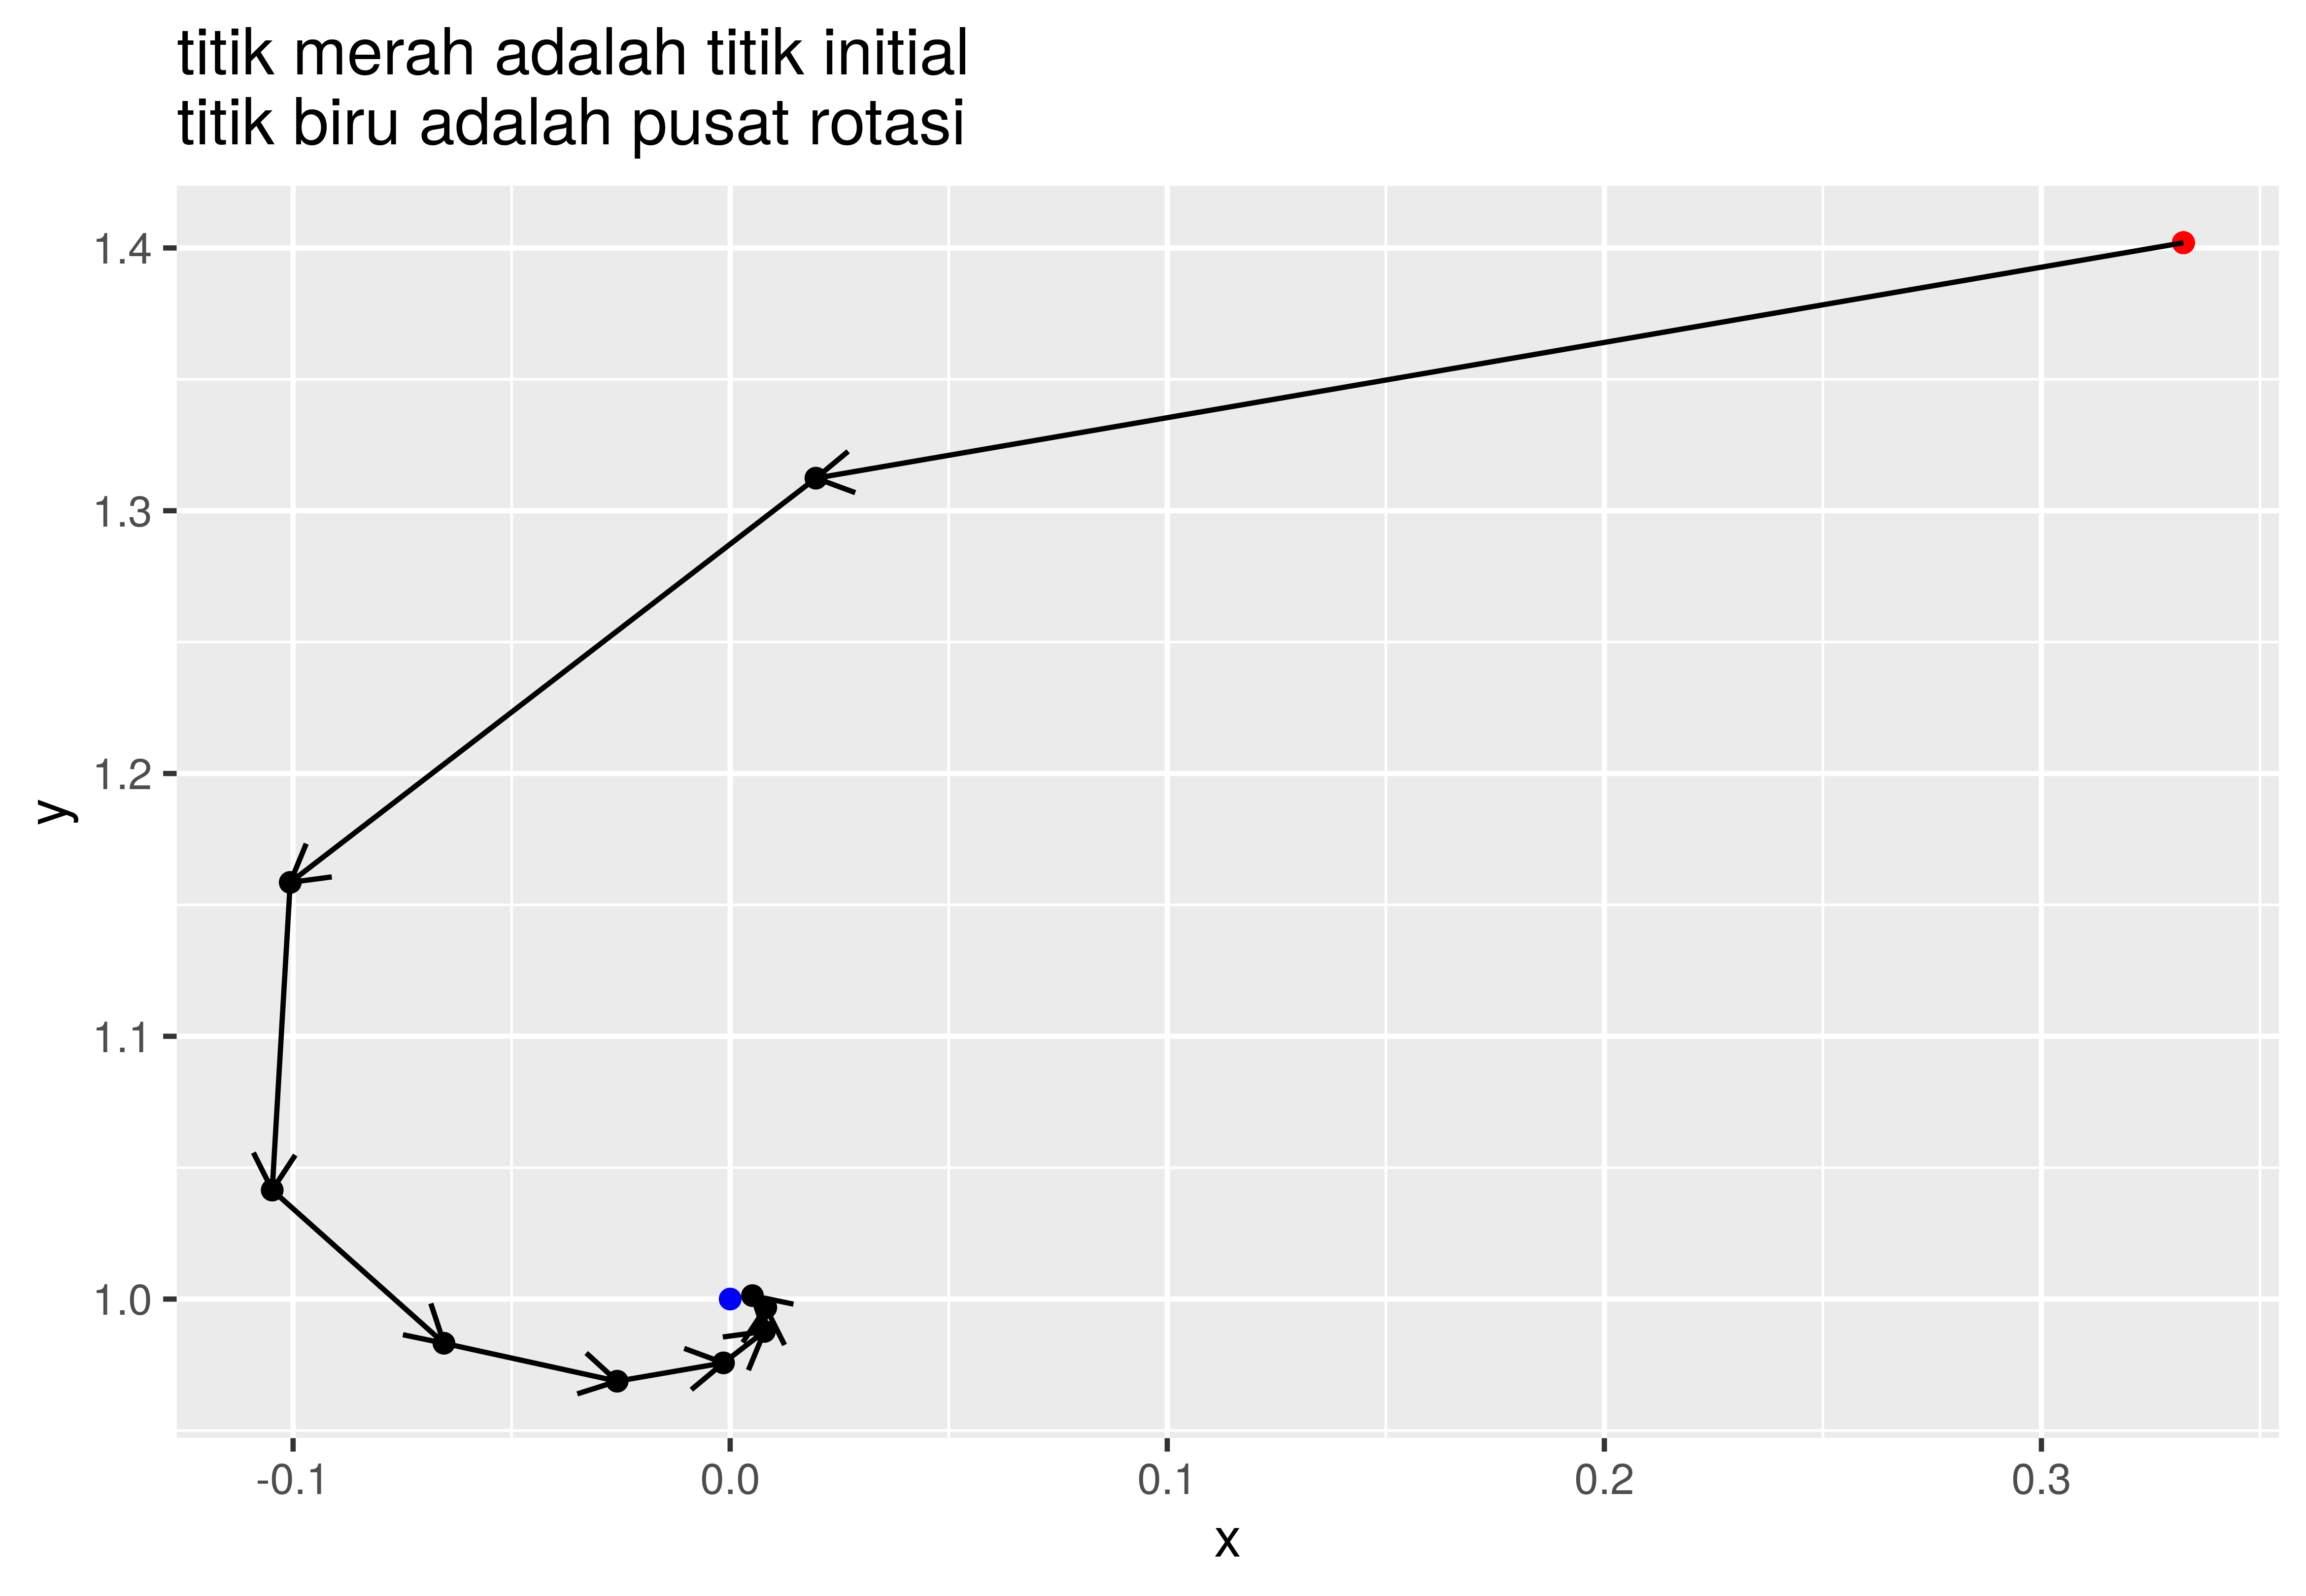 titik merah adalah titik initial
titik biru adalah pusat rotasi
1.4
1.3
1.2
1.1
1.0
y
-0.1 0.0 0.1 0.2 0.3
x